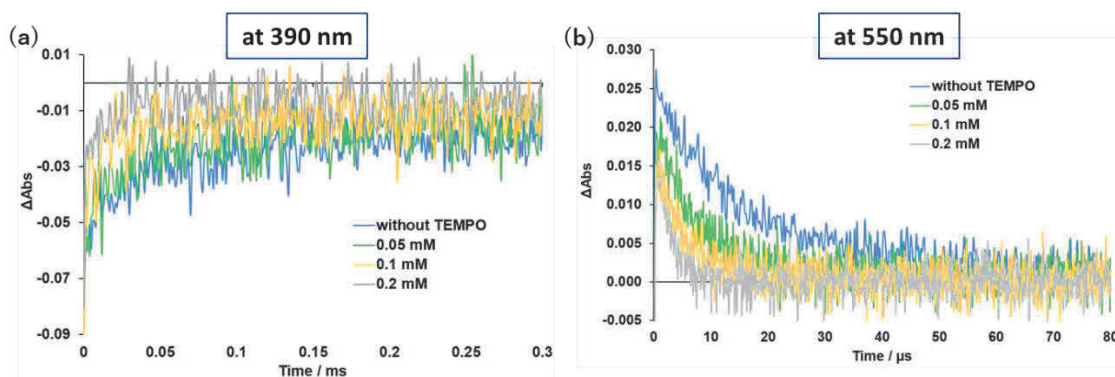 (a)
at 390 nm
0.01
-0.01
-0.03
-0.05
-0.07
-0.09
ΔAbs
without TEMPO
0.05 mM
0.1 mM
0.2 mM
0
0.05
0.1
0.15
0.2
0.25
0.3
Time / ms
(b)
at 550 nm
0.030
0.025
0.020
0.015
0.010
0.005
0.000
-0.005
ΔAbs
without TEMPO
0.05 mM
0.1 mM
0.2 mM
0
10
20
30
40
50
60
70
80
Time / μs